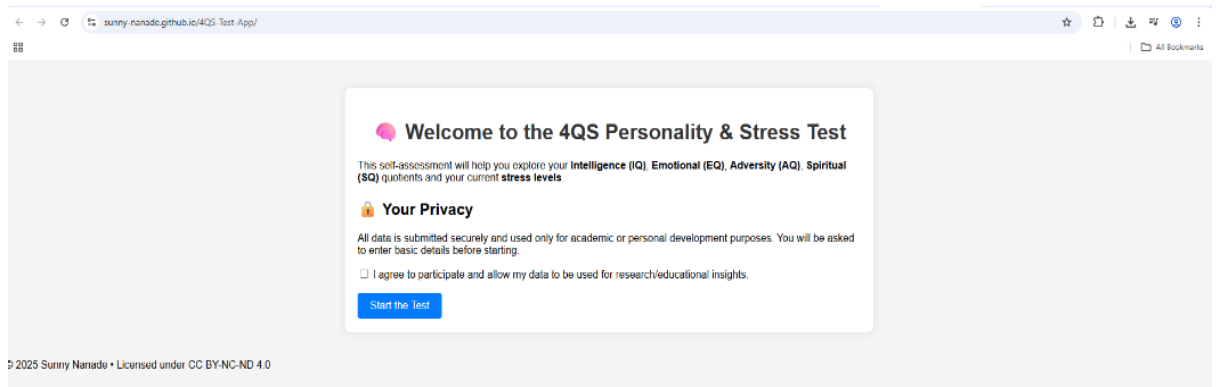 sunny-nanade.github.io/4QS-Test-App/
All Bookmarks
Welcome to the 4QS Personality & Stress Test
This self-assessment will help you explore your Intelligence (IQ), Emotional (EQ), Adversity (AQ), Spiritual
(SQ) quotients and your current stress levels.
Your Privacy
All data is submitted securely and used only for academic or personal development purposes. You will be asked
to enter basic details before starting.
I agree to participate and allow my data to be used for research/educational insights.
Start the Test
© 2025 Sunny Nanade • Licensed under CC BY-NC-ND 4.0